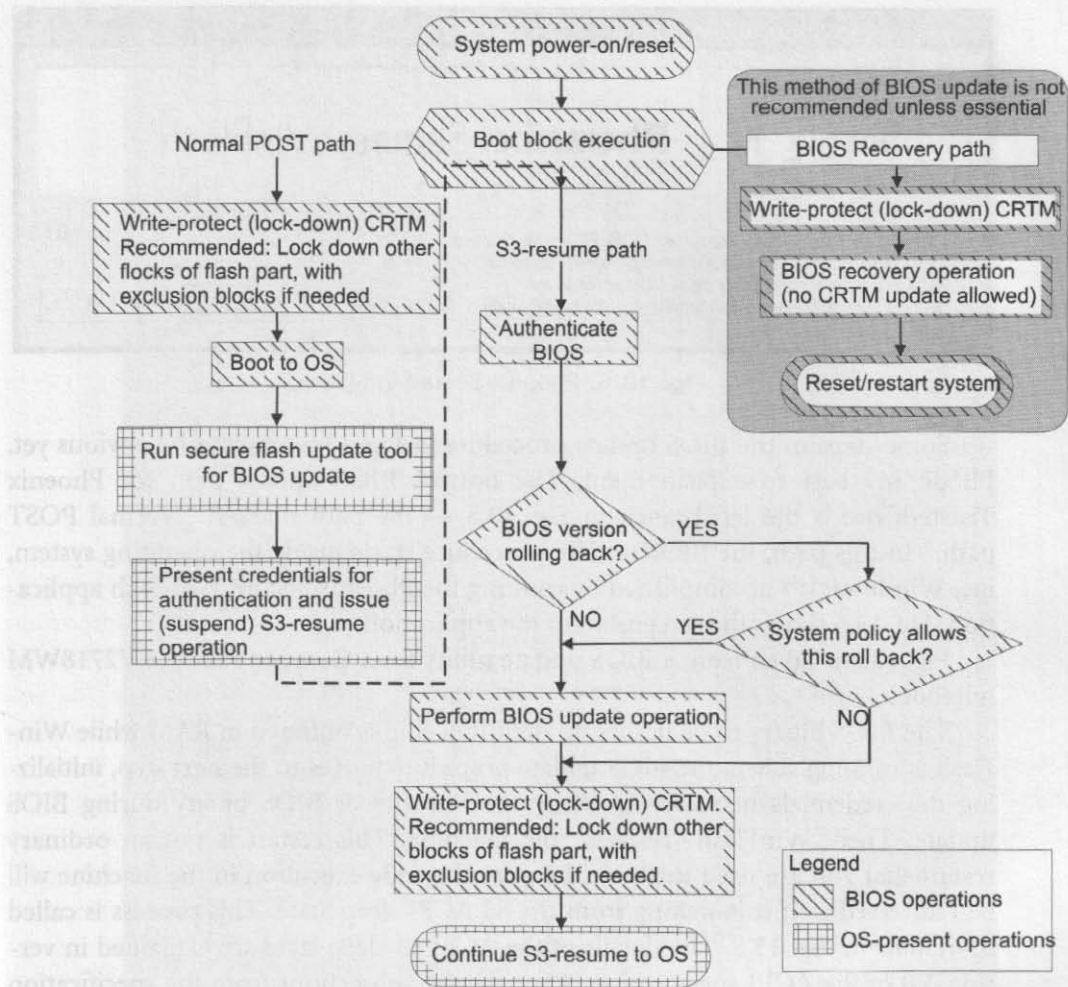 System power-on/reset
This method of BIOS update is not
recommended unless essential
Normal POST path
Boot block execution
BIOS Recovery path
Write-protect (lock-down) CRTM
Recommended: Lock down other
flocks of flash part, with
exclusion blocks if needed
Write-protect (lock-down) CRTM
S3-resume path
BIOS recovery operation
(no CRTM update allowed)
Authenticate
BIOS
Boot to OS
Reset/restart system
Run secure flash update tool
for BIOS update
BIOS version
rolling back?
YES
Present credentials for
authentication and issue
(suspend) S3-resume
operation
NO
YES
System policy allows
this roll back?
NO
Perform BIOS update operation
Write-protect (lock-down) CRTM.
Recommended: Lock down other
blocks of flash part, with
exclusion blocks if needed.
Legend
BIOS operations
OS-present operations
Continue S3-resume to OS